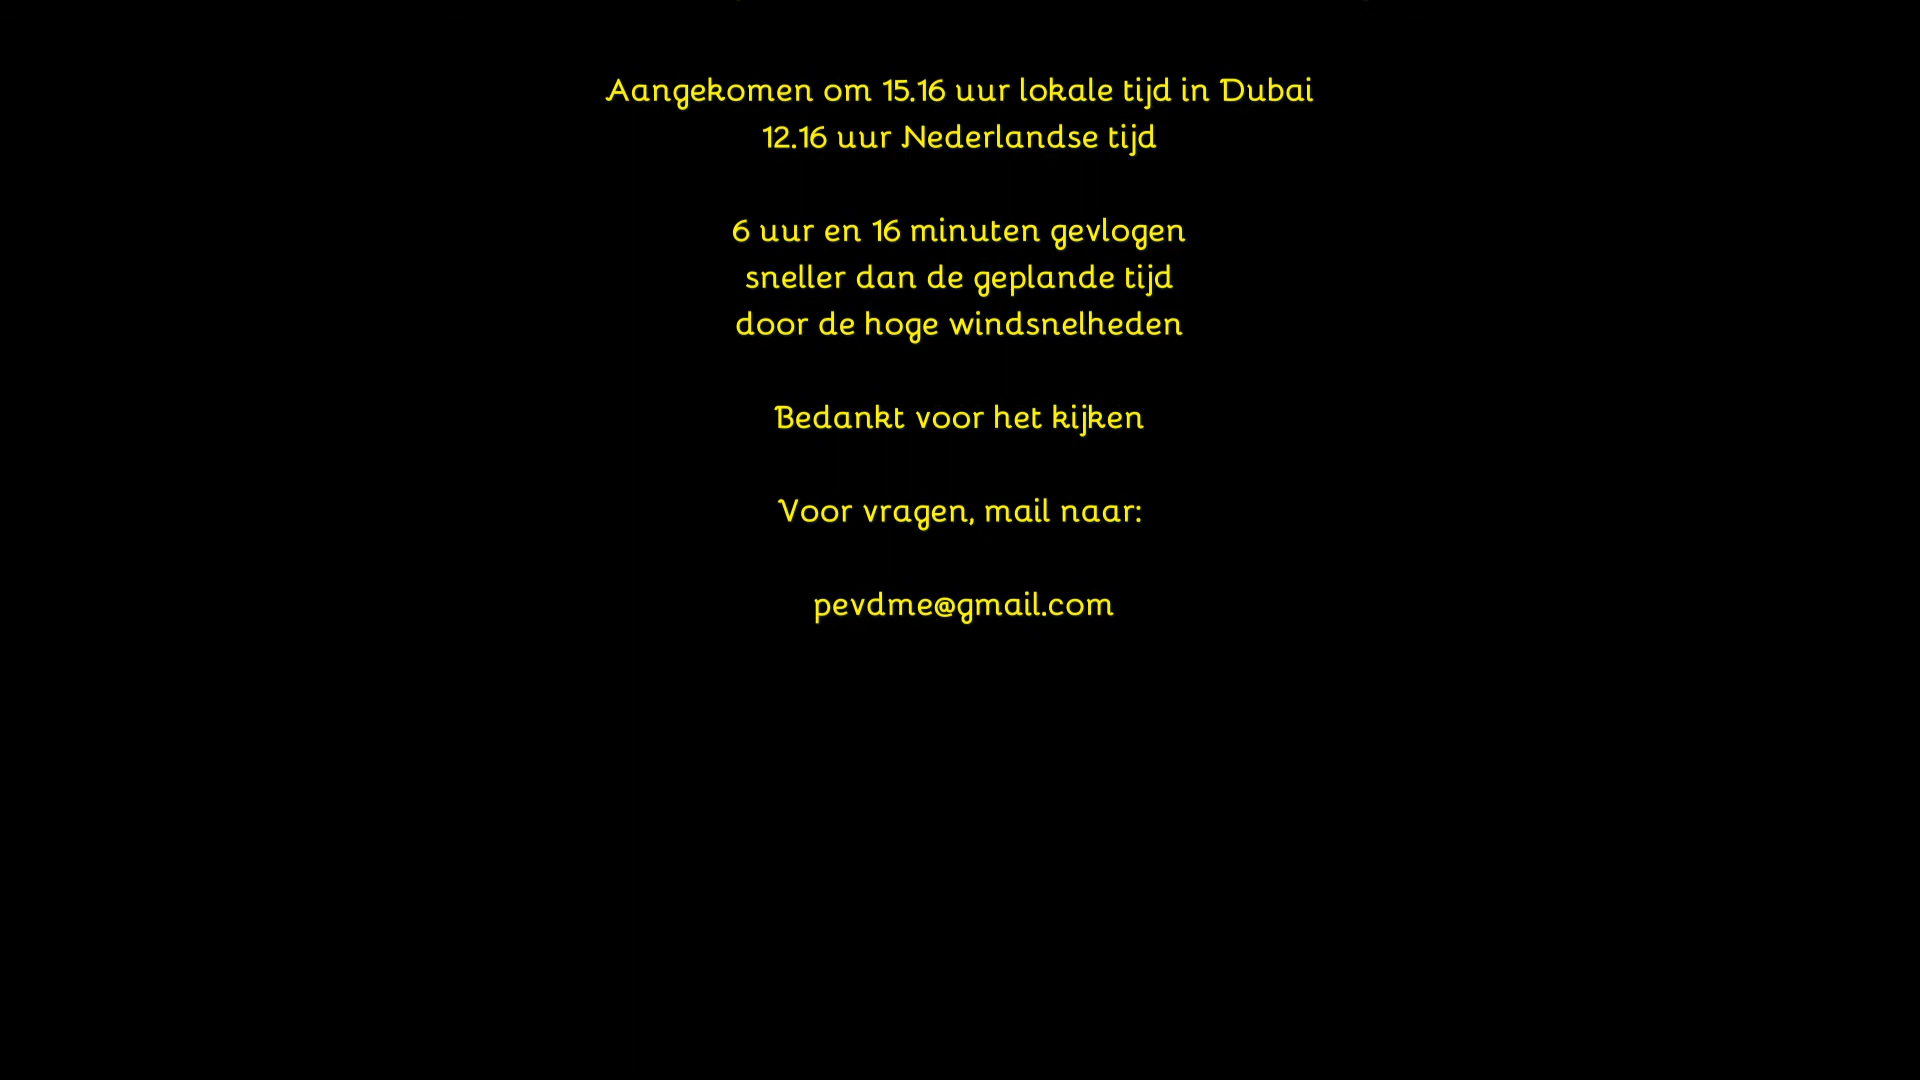 Aangekomen om 15.16 uur lokale tijd in Dubai
12.16 uur Nederlandse tijd
6 uur en 16 minuten gevlogen
sneller dan de geplande tijd
door de hoge windsnelheden
Bedankt voor het kijken
Voor vragen, mail naar:
pevdme@gmail.com